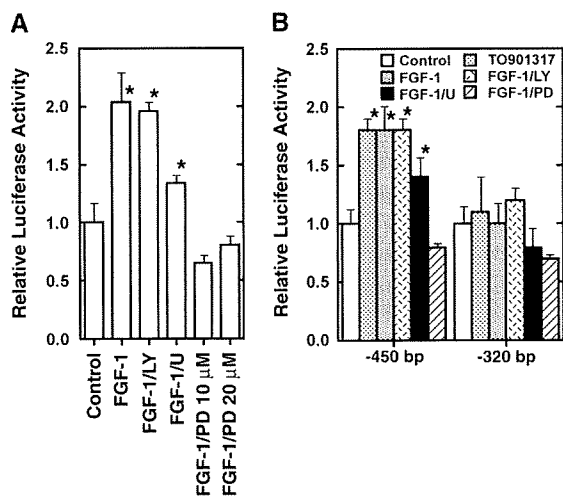 A
Relative Luciferase Activity
2.5
2.0
1.5
1.0
0.5
0.0
*
*
*
Control
FGF-1
FGF-1/LY
FGF-1/U
FGF-1/PD 10 µM
FGF-1/PD 20 µM
B
Relative Luciferase Activity
2.5
2.0
1.5
1.0
0.5
0.0
Control
FGF-1
FGF-1/U
TO901317
FGF-1/LY
FGF-1/PD
* * *
*
-450 bp
-320 bp